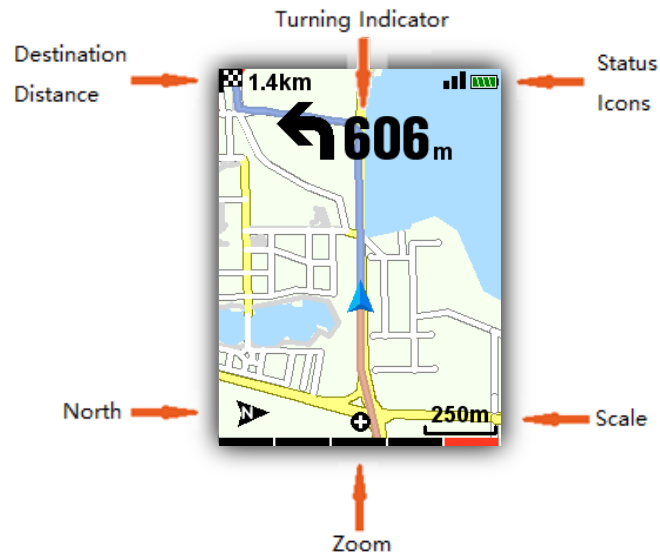 Turning Indicator
Destination
Distance
Status
Icons
1.4km
606m
North
N
250m
Scale
Zoom